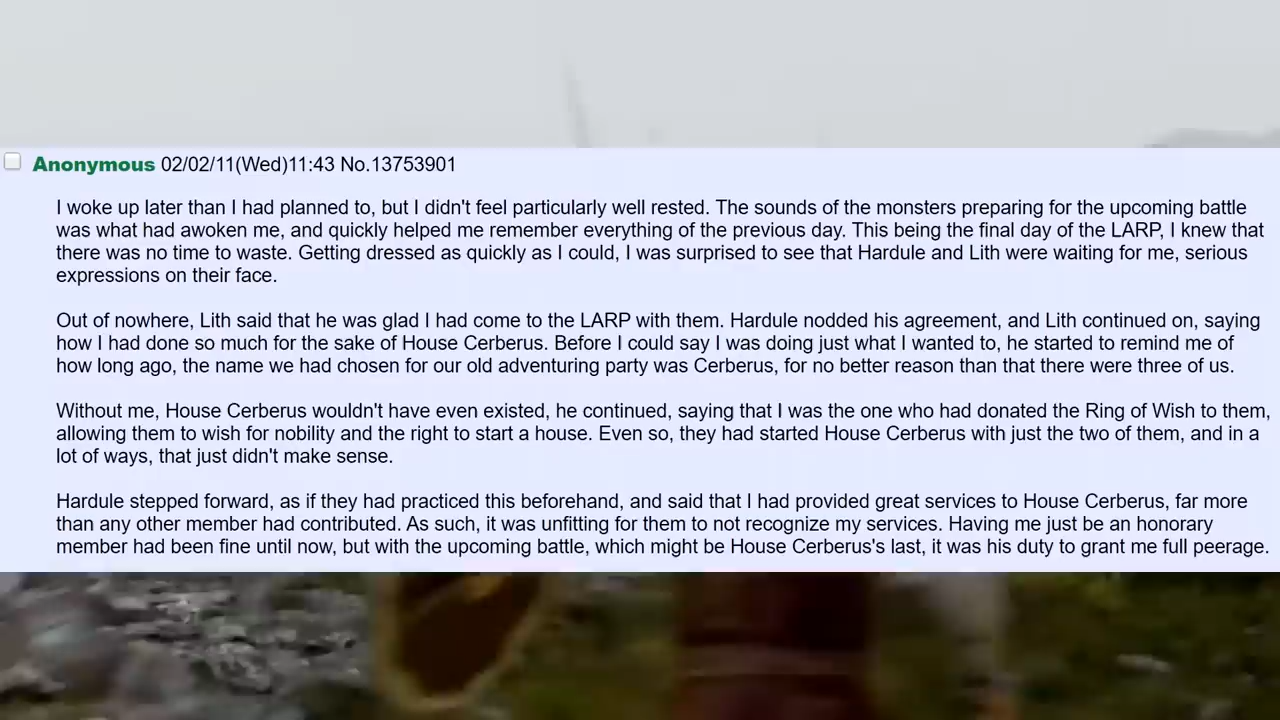 Anonymous 02/02/11(Wed)11:43 No.13753901
I woke up later than I had planned to, but I didn't feel particularly well rested. The sounds of the monsters preparing for the upcoming battle
was what had awoken me, and quickly helped me remember everything of the previous day. This being the final day of the LARP, I knew that
there was no time to waste. Getting dressed as quickly as I could, I was surprised to see that Hardule and Lith were waiting for me, serious
expressions on their face.
Out of nowhere, Lith said that he was glad I had come to the LARP with them. Hardule nodded his agreement, and Lith continued on, saying
how I had done so much for the sake of House Cerberus. Before I could say I was doing just what I wanted to, he started to remind me of
how long ago, the name we had chosen for our old adventuring party was Cerberus, for no better reason than that there were three of us.
Without me, House Cerberus wouldn't have even existed, he continued, saying that I was the one who had donated the Ring of Wish to them,
allowing them to wish for nobility and the right to start a house. Even so, they had started House Cerberus with just the two of them, and in a
lot of ways, that just didn't make sense.
Hardule stepped forward, as if they had practiced this beforehand, and said that I had provided great services to House Cerberus, far more
than any other member had contributed. As such, it was unfitting for them to not recognize my services. Having me just be an honorary
member had been fine until now, but with the upcoming battle, which might be House Cerberus's last, it was his duty to grant me full peerage.